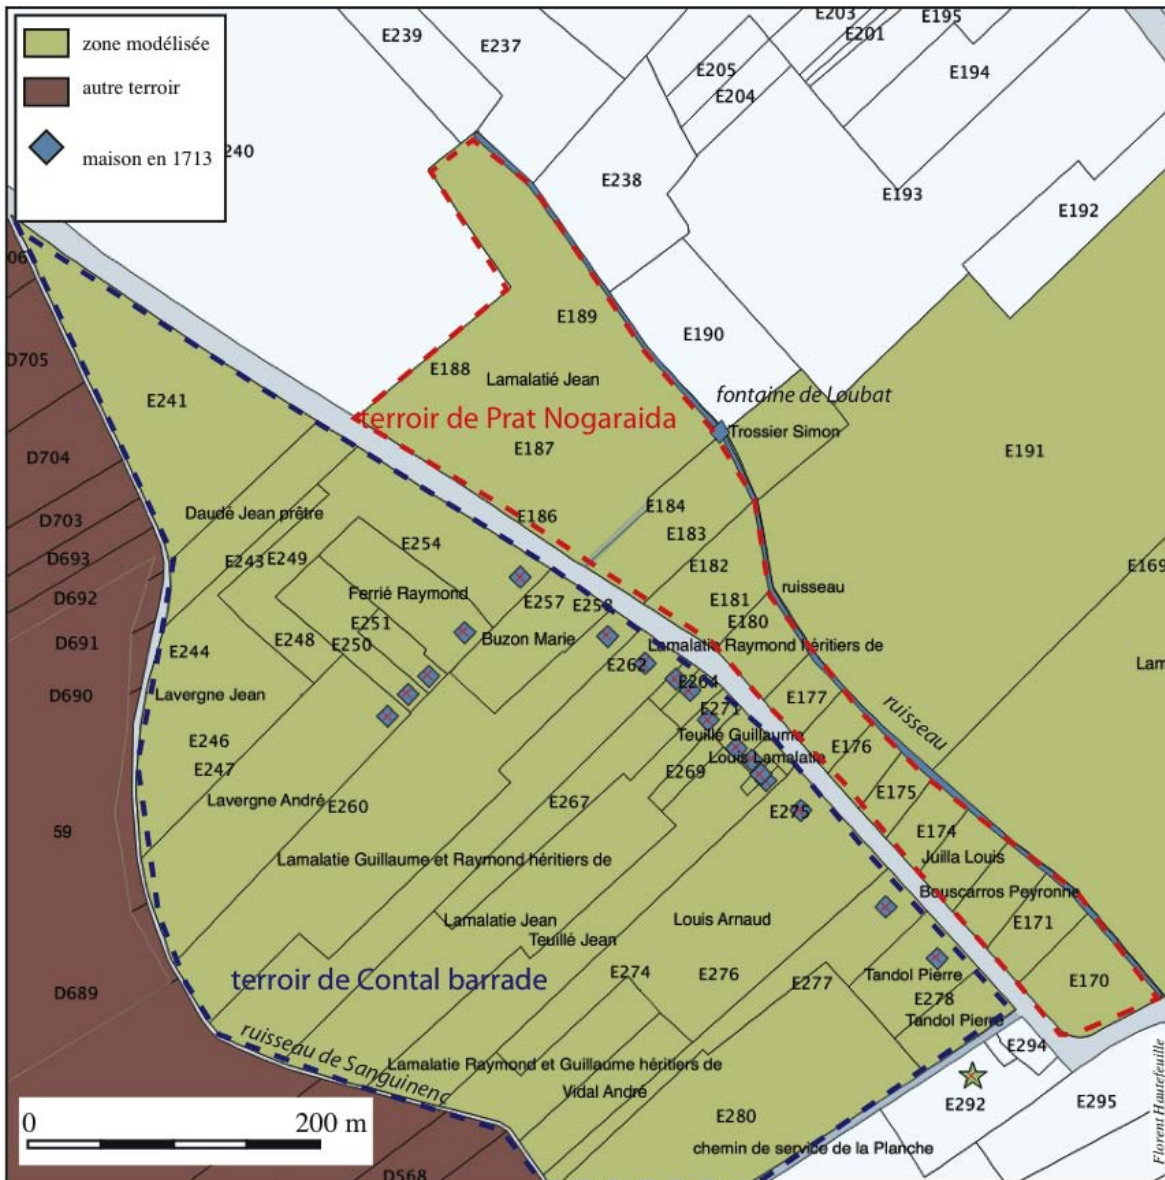 zone modélisée
autre terroir
maison en 1713
E239
E237
E203
E195
E201
E205
E194
E204
240
E238
E193
E192
06
E189
E190
D705
E188
E241
Lamalatié Jean
fontaine de Loubat
terroir de Prat Nogaraida
Trossier Simon
E187
E191
D704
E184
Daudé Jean prêtre
E186
D703
E183
E254
D693
E243
E249
E182
E169
ruisseau
D692
Ferrié Raymond
E257
E258
E181
E251
E180
D691
E248
E250
Buzon Marie
Lamalatie Raymond héritiers de
E244
E262
Lam
D690
Lavergne Jean
E264
E177
E271
ruisseau
Teuillé Guillaume
E246
E176
Louis Lamalatie
E247
E269
E175
Lavergne André
E260
E267
E275
59
E174
Lamalatie Guillaume et Raymond héritiers de
Juilla Louis
Bouscarros Peyronne
Lamalatie Jean
Louis Arnaud
E171
Teuillé Jean
E274
E276
Tandol Pierre
terroir de Contal barrade
E277
E170
D689
E278
Tandol Pierre
ruisseau de Sanguinenc
E294
Lamalatie Raymond et Guillaume héritiers de
Vidal André
E292
E295
0 200 m
E280
chemin de service de la Planche
D568
Florent Hautefeuille